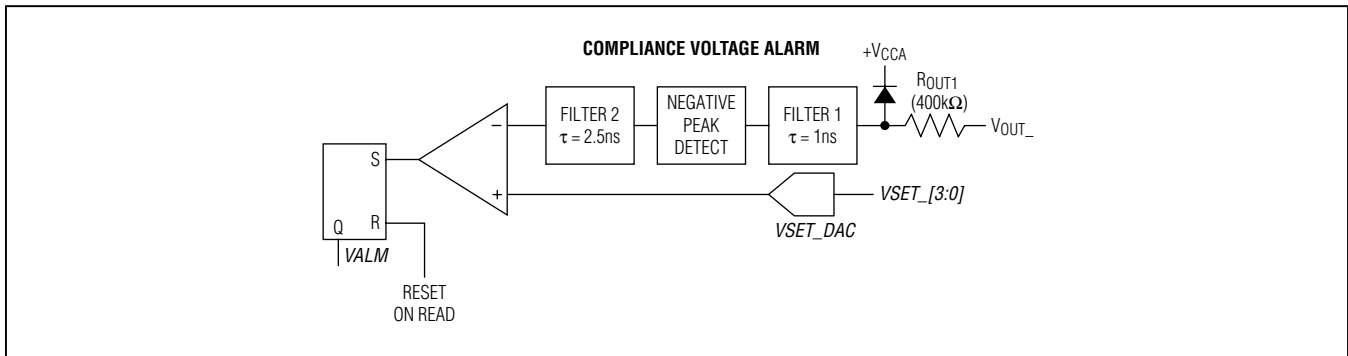 COMPLIANCE VOLTAGE ALARM
+VCCA
ROUT1
(400kΩ)
VOUT_
FILTER 1
τ = 1ns
NEGATIVE
PEAK
DETECT
FILTER 2
τ = 2.5ns
−
+
S
R
Q
VALM
VSET_[3:0]
VSET_DAC
RESET
ON READ